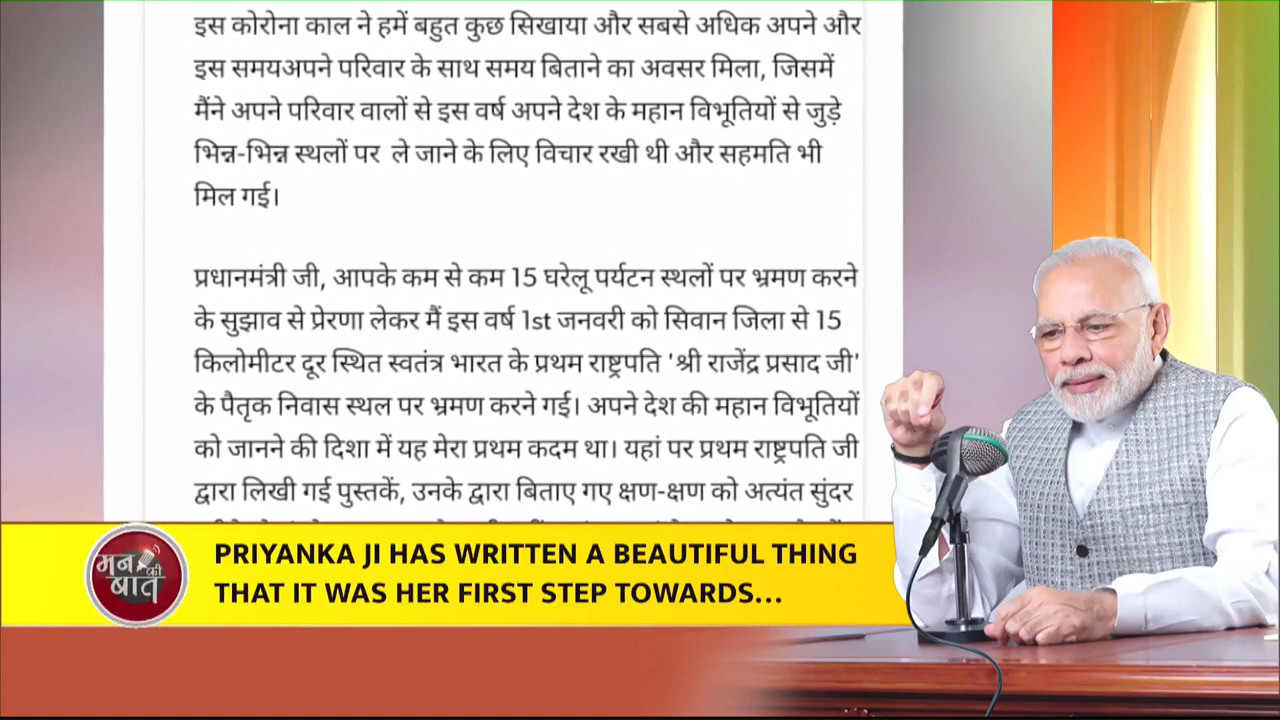 इस कोरोना काल ने हमें बहुत कुछ सिखाया और सबसे अधिक अपने और
इस समयअपने परिवार के साथ समय बिताने का अवसर मिला, जिसमें
मैंने अपने परिवार वालों से इस वर्ष अपने देश के महान विभूतियों से जुड़े
भिन्न-भिन्न स्थलों पर ले जाने के लिए विचार रखी थी और सहमति भी
मिल गई।
प्रधानमंत्री जी, आपके कम से कम 15 घरेलू पर्यटन स्थलों पर भ्रमण करने
के सुझाव से प्रेरणा लेकर मैं इस वर्ष 1st जनवरी को सिवान जिला से 15
किलोमीटर दूर स्थित स्वतंत्र भारत के प्रथम राष्ट्रपति 'श्री राजेंद्र प्रसाद जी'
के पैतृक निवास स्थल पर भ्रमण करने गई। अपने देश की महान विभूतियों
को जानने की दिशा में यह मेरा प्रथम कदम था। यहां पर प्रथम राष्ट्रपति जी
द्वारा लिखी गई पुस्तकें, उनके द्वारा बिताए गए क्षण-क्षण को अत्यंत सुंदर
मन की बात
PRIYANKA JI HAS WRITTEN A BEAUTIFUL THING
THAT IT WAS HER FIRST STEP TOWARDS...